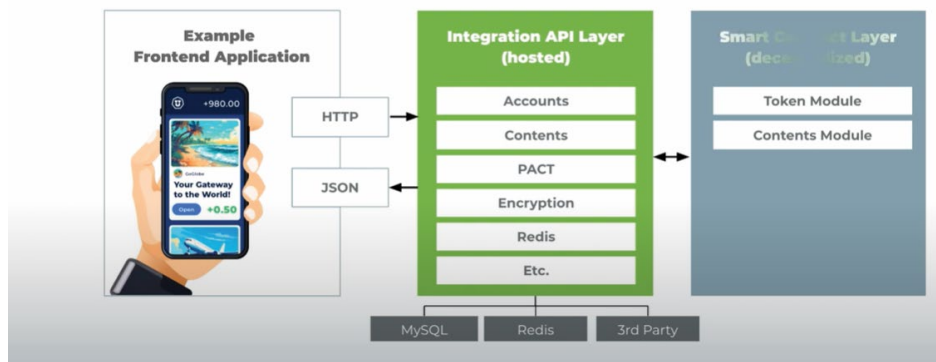 Example
Frontend Application
+980.00
Your Gateway
to the World!
Open
+0.50
HTTP
JSON
Integration API Layer
(hosted)
Accounts
Contents
PACT
Encryption
Redis
Etc.
MySQL
Redis
3rd Party
Layer
Token Module
Contents Module